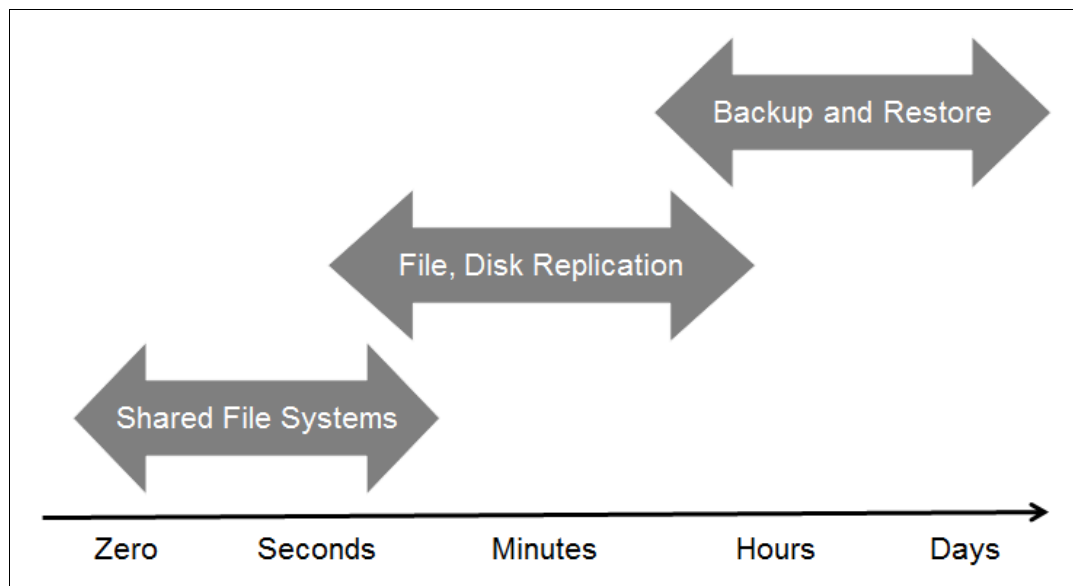 Backup and Restore
File, Disk Replication
Shared File Systems
Zero Seconds Minutes Hours Days